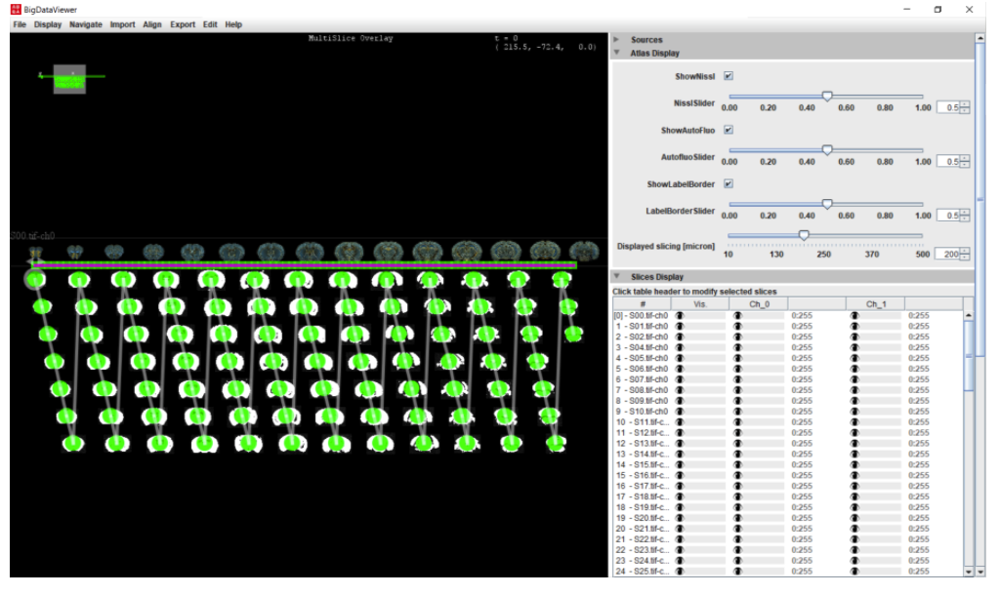 BigDataViewer
File Display Navigate Import Align Export Edit Help
MultiSlice Overlay
t = 0
( 215.5, -72.4, 0.0)
S00.tif-ch0
Sources
Atlas Display
ShowNissl
NisslSlider
0.00 0.20 0.40 0.60 0.80 1.00 0.5
ShowAutoFluo
AutofluoSlider
0.00 0.20 0.40 0.60 0.80 1.00 0.5
ShowLabelBorder
LabelBorderSlider
0.00 0.20 0.40 0.60 0.80 1.00 0.5
Displayed slicing [micron]
10 130 250 370 500 200
Slices Display
Click table header to modify selected slices
# Vis. Ch_0 Ch_1
[0] - S00.tif-ch0 0:255 0:255
1 - S01.tif-ch0 0:255 0:255
2 - S02.tif-ch0 0:255 0:255
3 - S04.tif-ch0 0:255 0:255
4 - S05.tif-ch0 0:255 0:255
5 - S06.tif-ch0 0:255 0:255
6 - S07.tif-ch0 0:255 0:255
7 - S08.tif-ch0 0:255 0:255
8 - S09.tif-ch0 0:255 0:255
9 - S10.tif-ch0 0:255 0:255
10 - S11.tif-c... 0:255 0:255
11 - S12.tif-c... 0:255 0:255
12 - S13.tif-c... 0:255 0:255
13 - S14.tif-c... 0:255 0:255
14 - S15.tif-c... 0:255 0:255
15 - S16.tif-c... 0:255 0:255
16 - S17.tif-c... 0:255 0:255
17 - S18.tif-c... 0:255 0:255
18 - S19.tif-c... 0:255 0:255
19 - S20.tif-c... 0:255 0:255
20 - S21.tif-c... 0:255 0:255
21 - S22.tif-c... 0:255 0:255
22 - S23.tif-c... 0:255 0:255
23 - S24.tif-c... 0:255 0:255
24 - S25.tif-c... 0:255 0:255